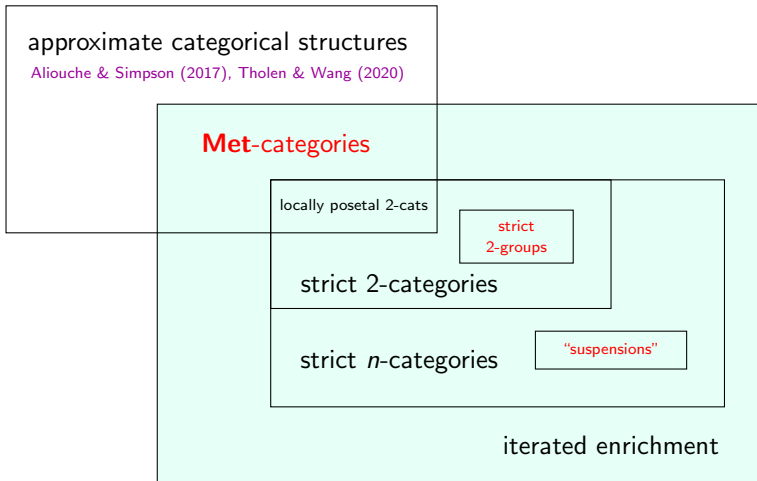 approximate categorical structures
Aliouche & Simpson (2017), Tholen & Wang (2020)
Met-categories
locally posetal 2-cats
strict
2-groups
strict 2-categories
strict n-categories
“suspensions”
iterated enrichment